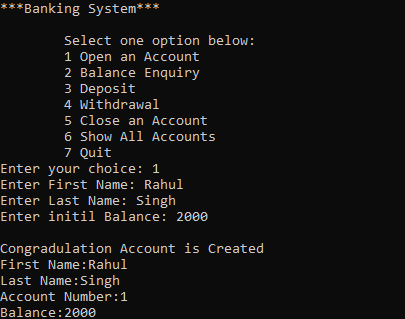 ***Banking System***
Select one option below:
1 Open an Account
2 Balance Enquiry
3 Deposit
4 Withdrawal
5 Close an Account
6 Show All Accounts
7 Quit
Enter your choice: 1
Enter First Name: Rahul
Enter Last Name: Singh
Enter initil Balance: 2000
Congradulation Account is Created
First Name:Rahul
Last Name:Singh
Account Number:1
Balance:2000